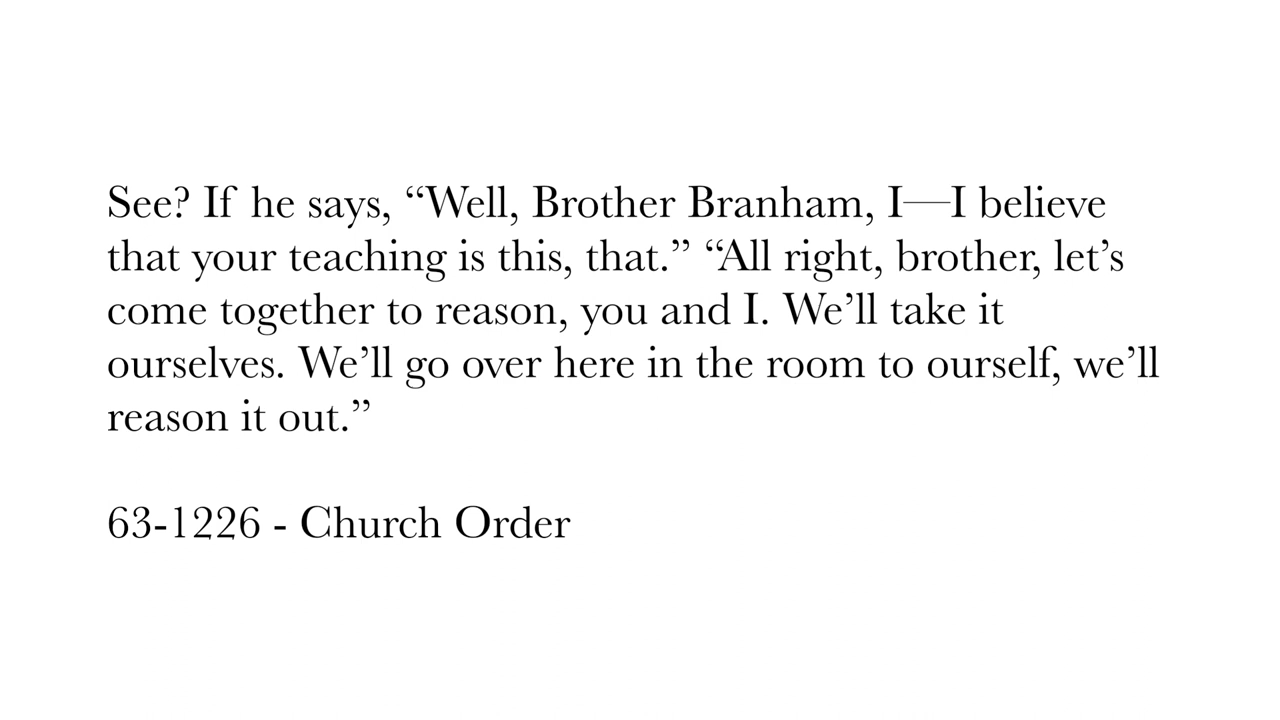 See? If he says, “Well, Brother Branham, I—I believe
that your teaching is this, that.” “All right, brother, let’s
come together to reason, you and I. We’ll take it
ourselves. We’ll go over here in the room to ourself, we’ll
reason it out.”
63-1226 - Church Order